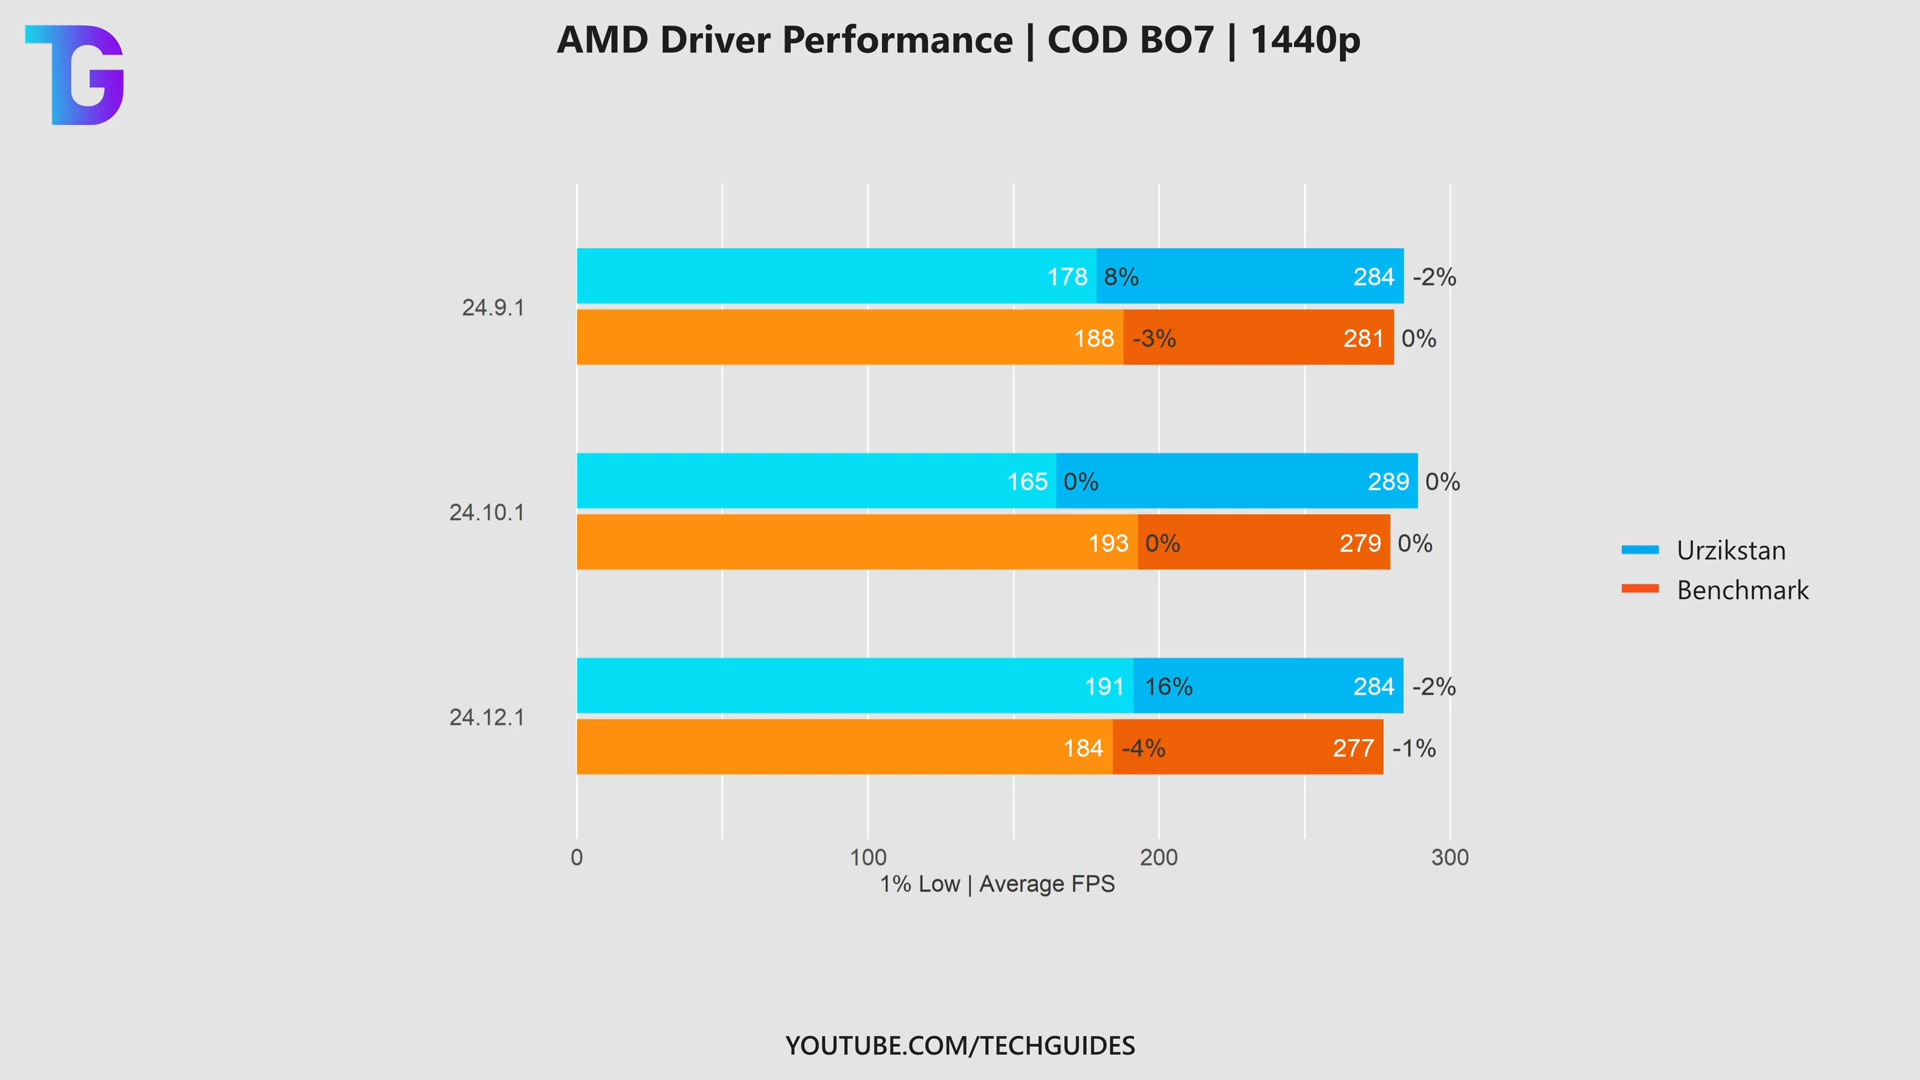 TG
AMD Driver Performance | COD BO7 | 1440p
24.9.1
178 8% 284 -2%
188 -3% 281 0%
24.10.1
165 0% 289 0%
193 0% 279 0%
24.12.1
191 16% 284 -2%
184 -4% 277 -1%
Urzikstan
Benchmark
0 100 200 300
1% Low | Average FPS
YOUTUBE.COM/TECHGUIDES